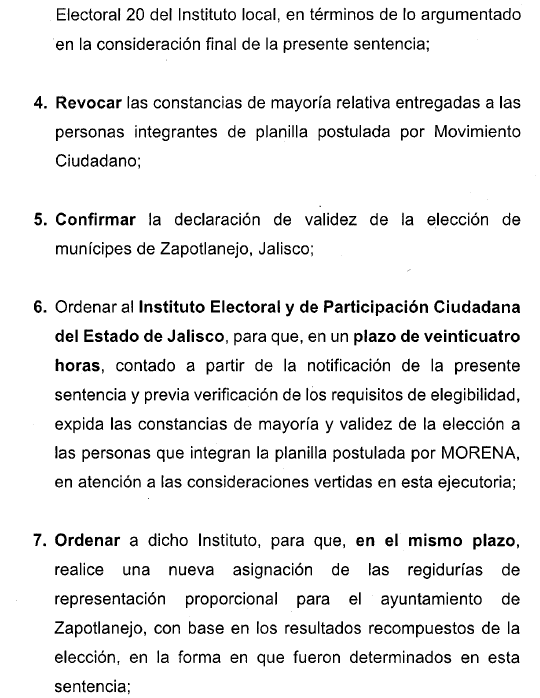 Electoral 20 del Instituto local, en términos de lo argumentado
en la consideración final de la presente sentencia;
4. Revocar las constancias de mayoría relativa entregadas a las
personas integrantes de planilla postulada por Movimiento
Ciudadano;
5. Confirmar la declaración de validez de la elección de
munícipes de Zapotlanejo, Jalisco;
6. Ordenar al Instituto Electoral y de Participación Ciudadana
del Estado de Jalisco, para que, en un plazo de veinticuatro
horas, contado a partir de la notificación de la presente
sentencia y previa verificación de los requisitos de elegibilidad,
expida las constancias de mayoría y validez de la elección a
las personas que integran la planilla postulada por MORENA,
en atención a las consideraciones vertidas en esta ejecutoria;
7. Ordenar a dicho Instituto, para que, en el mismo plazo,
realice una nueva asignación de las regidurías de
representación proporcional para el ayuntamiento de
Zapotlanejo, con base en los resultados recompuestos de la
elección, en la forma en que fueron determinados en esta
sentencia;